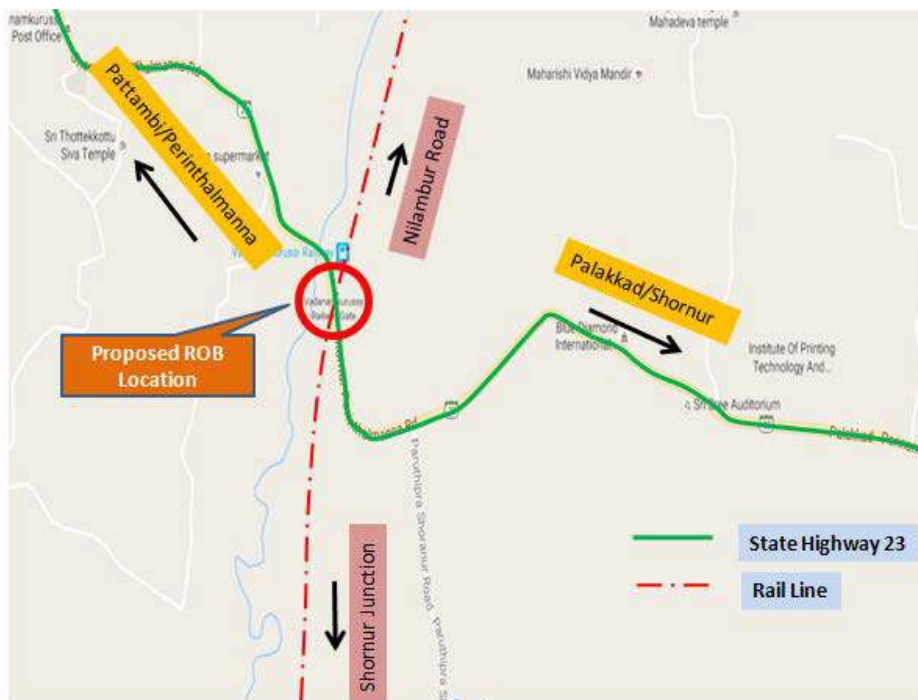 namkuruss
Post Office
Mahadeva temple
Maharishi Vidya Mandir
Sri Thottekkottu
Siva Temple
supermarket
Pattambi/Perinthalmanna
Nilambur Road
Palakkad/Shornur
Blue Diamond
International
Institute Of Printing
Technology And...
Sri Sree Auditorium
Proposed ROB
Location
Paruthipra Shoranur Road
Shornur Junction
State Highway 23
Rail Line